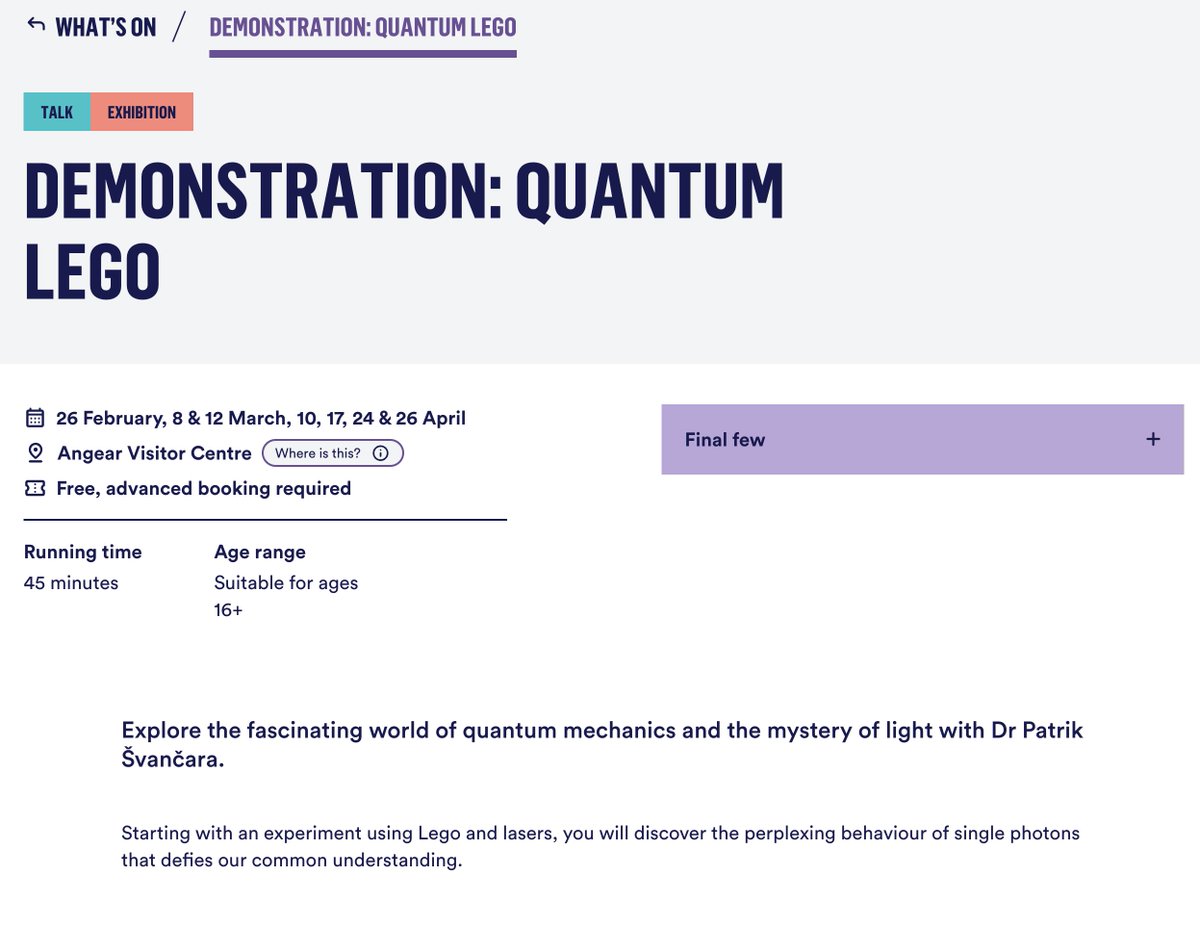 WHAT'S ON / DEMONSTRATION: QUANTUM LEGO
TALK EXHIBITION
DEMONSTRATION: QUANTUM
LEGO
26 February, 8 & 12 March, 10, 17, 24 & 26 April
Angear Visitor Centre Where is this?
Free, advanced booking required
Final few +
Running time Age range
45 minutes Suitable for ages
16+
Explore the fascinating world of quantum mechanics and the mystery of light with Dr Patrik
Švančara.
Starting with an experiment using Lego and lasers, you will discover the perplexing behaviour of single photons
that defies our common understanding.